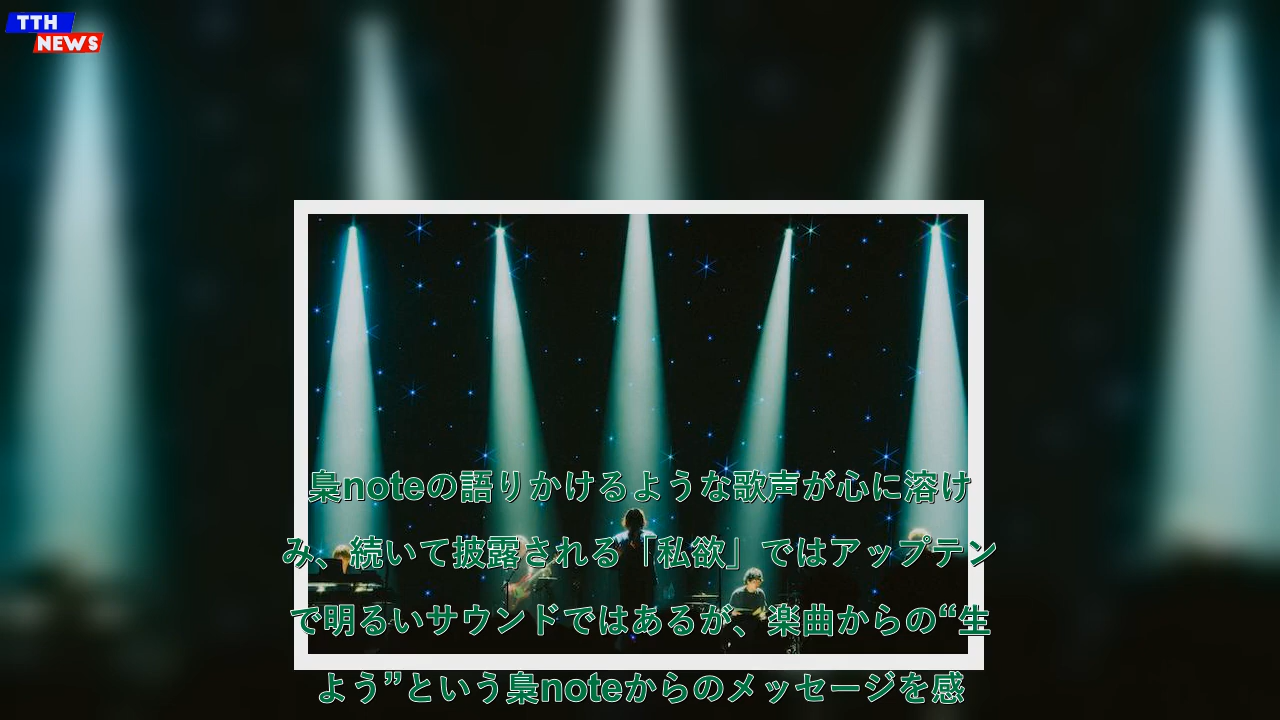 TTH
NEWS
梟noteの語りかけるような歌声が心に溶け
み、続いて披露される「私欲」ではアップテン
で明るいサウンドではあるが、楽曲からの“生
よう”という梟noteからのメッセージを感